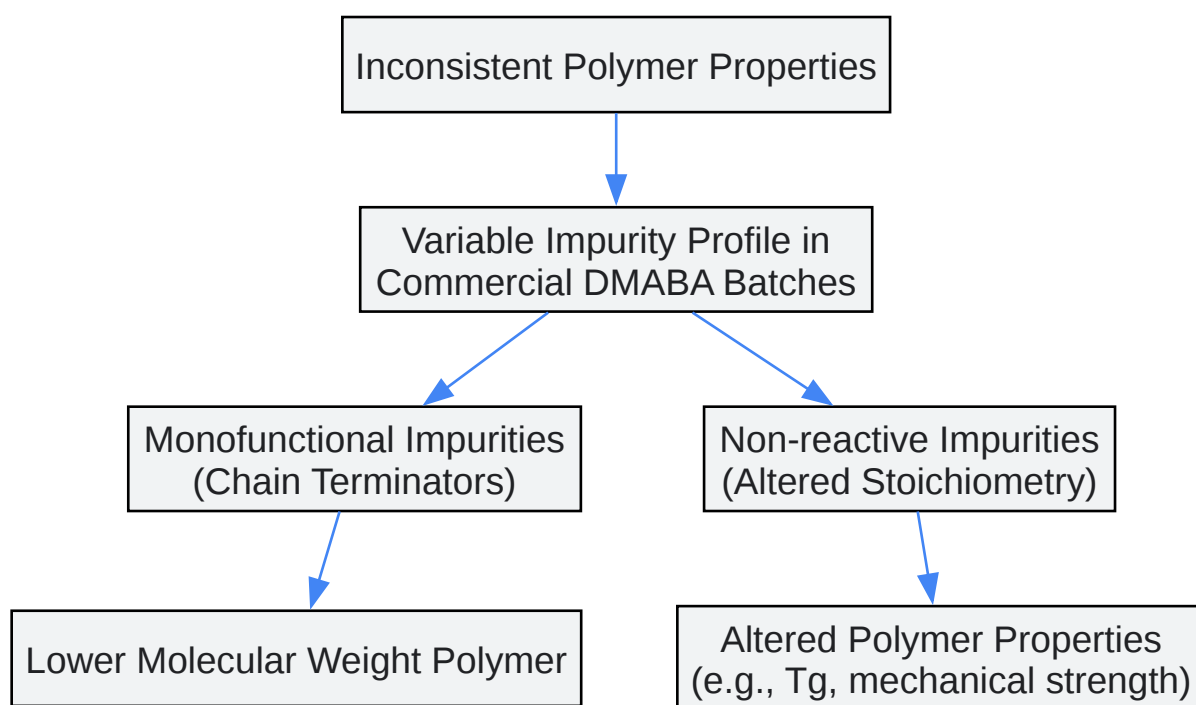 Inconsistent Polymer Properties
Variable Impurity Profile in
Commercial DMABA Batches
Monofunctional Impurities
(Chain Terminators)
Non-reactive Impurities
(Altered Stoichiometry)
Lower Molecular Weight Polymer
Altered Polymer Properties
(e.g., Tg, mechanical strength)